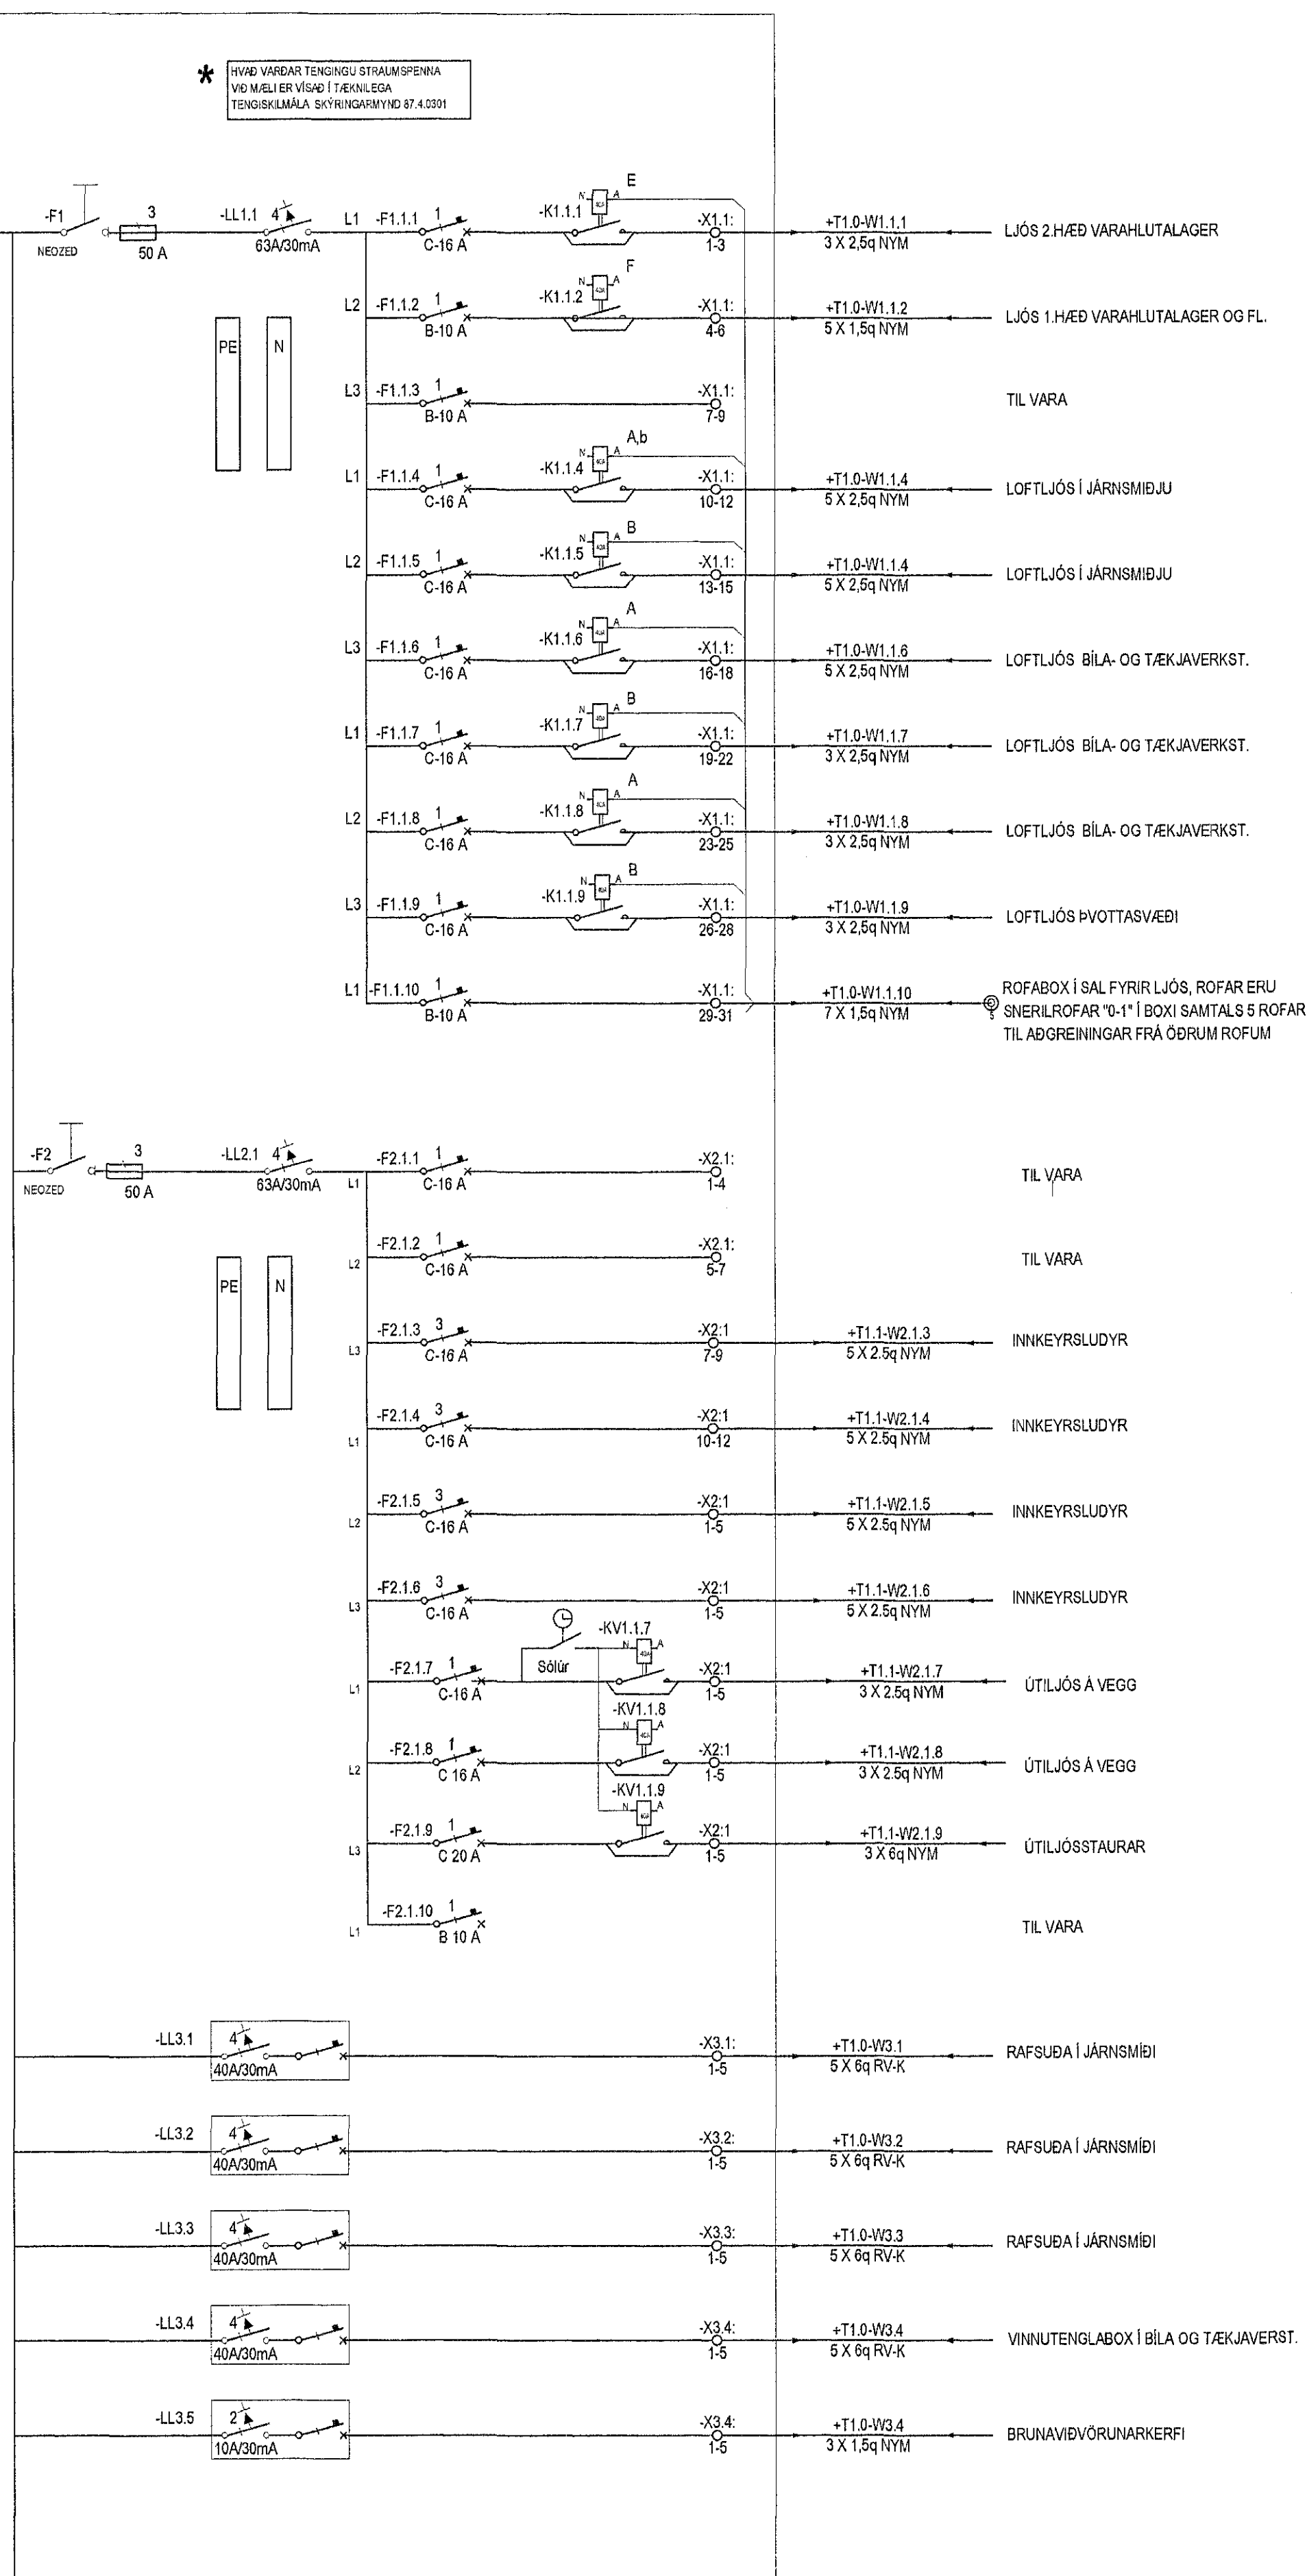 *
HVAÐ VARÐAR TENGINGU STRAUMSPENNA
VIÐ MÆLI ER VÍSAÐ Í TÆKNILEGA
TENGISKILMÁLA SKÝRINGARMYND 87.4.0301
-F1
NEOZED
3
50 A
-LL1.1
4
63A/30mA
PE
N
L1 -F1.1.1 1
C-16 A
-K1.1.1 N A E
-X1.1:
1-3
+T1.0-W1.1.1
3 X 2,5q NYM
LJÓS 2.HÆÐ VARAHLUTALAGER
L2 -F1.1.2 1
B-10 A
-K1.1.2 N A F
-X1.1:
4-6
+T1.0-W1.1.2
5 X 1,5q NYM
LJÓS 1.HÆÐ VARAHLUTALAGER OG FL.
L3 -F1.1.3 1
B-10 A
-X1.1:
7-9
TIL VARA
L1 -F1.1.4 1
C-16 A
-K1.1.4 N A A,b
-X1.1:
10-12
+T1.0-W1.1.4
5 X 2,5q NYM
LOFTLJÓS Í JÁRNSMIÐJU
L2 -F1.1.5 1
C-16 A
-K1.1.5 N A B
-X1.1:
13-15
+T1.0-W1.1.4
5 X 2,5q NYM
LOFTLJÓS Í JÁRNSMIÐJU
L3 -F1.1.6 1
C-16 A
-K1.1.6 N A A
-X1.1:
16-18
+T1.0-W1.1.6
5 X 2,5q NYM
LOFTLJÓS BÍLA- OG TÆKJAVERKST.
L1 -F1.1.7 1
C-16 A
-K1.1.7 N A B
-X1.1:
19-22
+T1.0-W1.1.7
3 X 2,5q NYM
LOFTLJÓS BÍLA- OG TÆKJAVERKST.
L2 -F1.1.8 1
C-16 A
-K1.1.8 N A A
-X1.1:
23-25
+T1.0-W1.1.8
3 X 2,5q NYM
LOFTLJÓS BÍLA- OG TÆKJAVERKST.
L3 -F1.1.9 1
C-16 A
-K1.1.9 N A B
-X1.1:
26-28
+T1.0-W1.1.9
3 X 2,5q NYM
LOFTLJÓS ÞVOTTASVÆÐI
L1 -F1.1.10 1
B-10 A
-X1.1:
29-31
+T1.0-W1.1.10
7 X 1,5q NYM
ROFABOX Í SAL FYRIR LJÓS, ROFAR ERU
SNERILROFAR "0-1" Í BOXI SAMTALS 5 ROFAR
TIL AÐGREININGAR FRÁ ÖÐRUM ROFUM
-F2
NEOZED
3
50 A
-LL2.1
4
63A/30mA
PE
N
L1 -F2.1.1 1
C-16 A
-X2.1:
1-4
TIL VARA
L2 -F2.1.2 1
C-16 A
-X2.1:
5-7
TIL VARA
L3 -F2.1.3 3
C-16 A
-X2:1
7-9
+T1.1-W2.1.3
5 X 2.5q NYM
INNKEYRSLUDYR
L1 -F2.1.4 3
C-16 A
-X2:1
10-12
+T1.1-W2.1.4
5 X 2.5q NYM
INNKEYRSLUDYR
L2 -F2.1.5 3
C-16 A
-X2:1
1-5
+T1.1-W2.1.5
5 X 2.5q NYM
INNKEYRSLUDYR
L3 -F2.1.6 3
C-16 A
-X2:1
1-5
+T1.1-W2.1.6
5 X 2.5q NYM
INNKEYRSLUDYR
L1 -F2.1.7 1
C-16 A
Sólúr
-KV1.1.7
N A
-X2:1
1-5
+T1.1-W2.1.7
3 X 2.5q NYM
ÚTILJÓS Á VEGG
L2 -F2.1.8 1
C 16 A
-KV1.1.8
N A
-X2:1
1-5
+T1.1-W2.1.8
3 X 2.5q NYM
ÚTILJÓS Á VEGG
L3 -F2.1.9 1
C 20 A
-KV1.1.9
N A
-X2:1
1-5
+T1.1-W2.1.9
3 X 6q NYM
ÚTILJÓSSTAURAR
L1 -F2.1.10 1
B 10 A
TIL VARA
-LL3.1
4
40A/30mA
-X3.1:
1-5
+T1.0-W3.1
5 X 6q RV-K
RAFSUÐA Í JÁRNSMÍÐI
-LL3.2
4
40A/30mA
-X3.2:
1-5
+T1.0-W3.2
5 X 6q RV-K
RAFSUÐA Í JÁRNSMÍÐI
-LL3.3
4
40A/30mA
-X3.3:
1-5
+T1.0-W3.3
5 X 6q RV-K
RAFSUÐA Í JÁRNSMÍÐI
-LL3.4
4
40A/30mA
-X3.4:
1-5
+T1.0-W3.4
5 X 6q RV-K
VINNUTENGLABOX Í BÍLA OG TÆKJAVERST.
-LL3.5
2
10A/30mA
-X3.4:
1-5
+T1.0-W3.4
3 X 1,5q NYM
BRUNAVIÐVÖRUNARKERFI